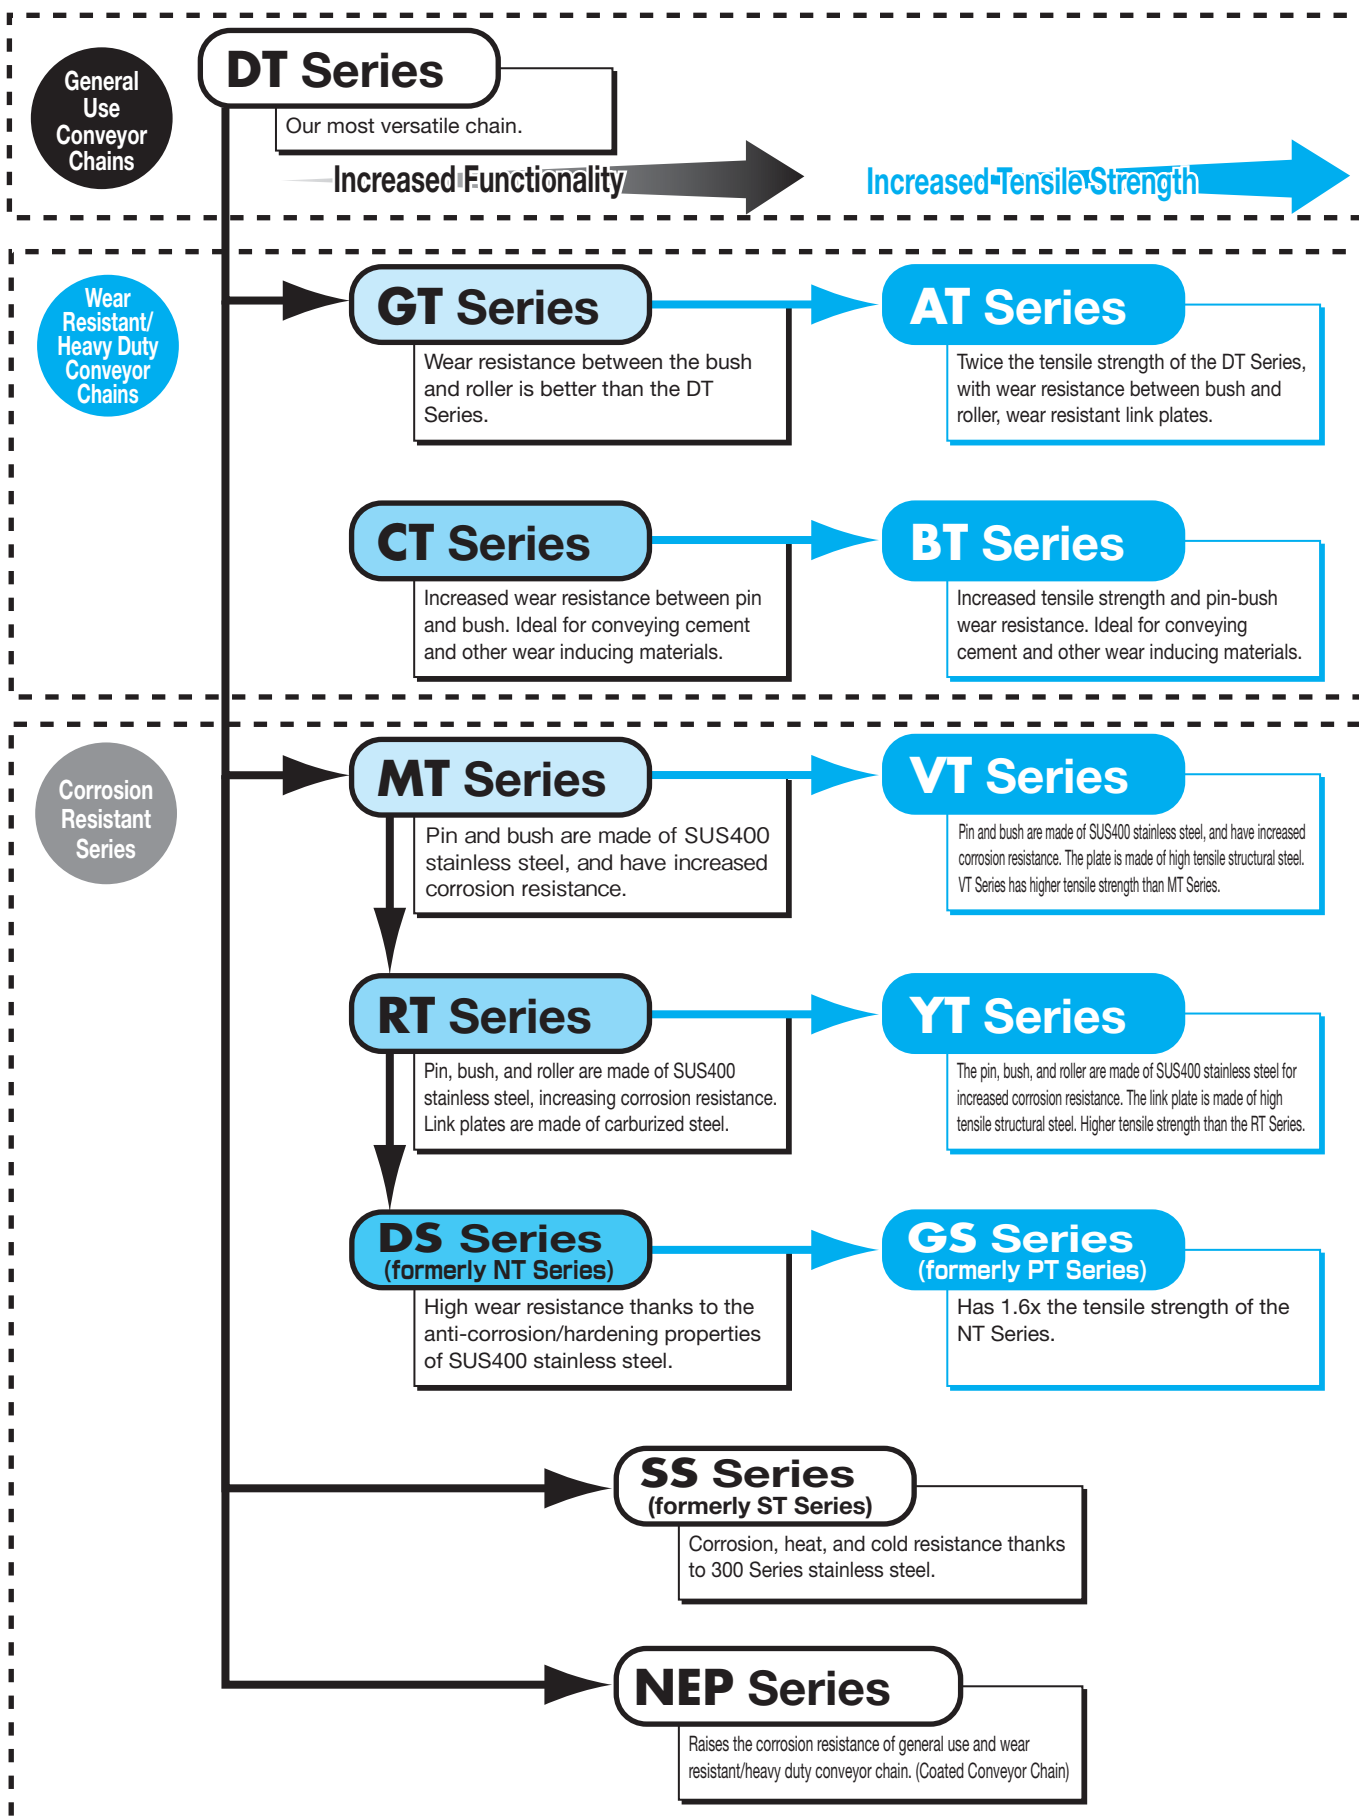 General
Use
Conveyor
Chains
DT Series
Our most versatile chain.
Increased Functionality
Increased Tensile Strength
Wear
Resistant/
Heavy Duty
Conveyor
Chains
GT Series
Wear resistance between the bush
and roller is better than the DT
Series.
AT Series
Twice the tensile strength of the DT Series,
with wear resistance between bush and
roller, wear resistant link plates.
CT Series
Increased wear resistance between pin
and bush. Ideal for conveying cement
and other wear inducing materials.
BT Series
Increased tensile strength and pin-bush
wear resistance. Ideal for conveying
cement and other wear inducing materials.
Corrosion
Resistant
Series
MT Series
Pin and bush are made of SUS400
stainless steel, and have increased
corrosion resistance.
VT Series
Pin and bush are made of SUS400 stainless steel, and have increased
corrosion resistance. The plate is made of high tensile structural steel.
VT Series has higher tensile strength than MT Series.
RT Series
Pin, bush, and roller are made of SUS400
stainless steel, increasing corrosion resistance.
Link plates are made of carburized steel.
YT Series
The pin, bush, and roller are made of SUS400 stainless steel for
increased corrosion resistance. The link plate is made of high
tensile structural steel. Higher tensile strength than the RT Series.
DS Series
(formerly NT Series)
High wear resistance thanks to the
anti-corrosion/hardening properties
of SUS400 stainless steel.
GS Series
(formerly PT Series)
Has 1.6x the tensile strength of the
NT Series.
SS Series
(formerly ST Series)
Corrosion, heat, and cold resistance thanks
to 300 Series stainless steel.
NEP Series
Raises the corrosion resistance of general use and wear
resistant/heavy duty conveyor chain. (Coated Conveyor Chain)